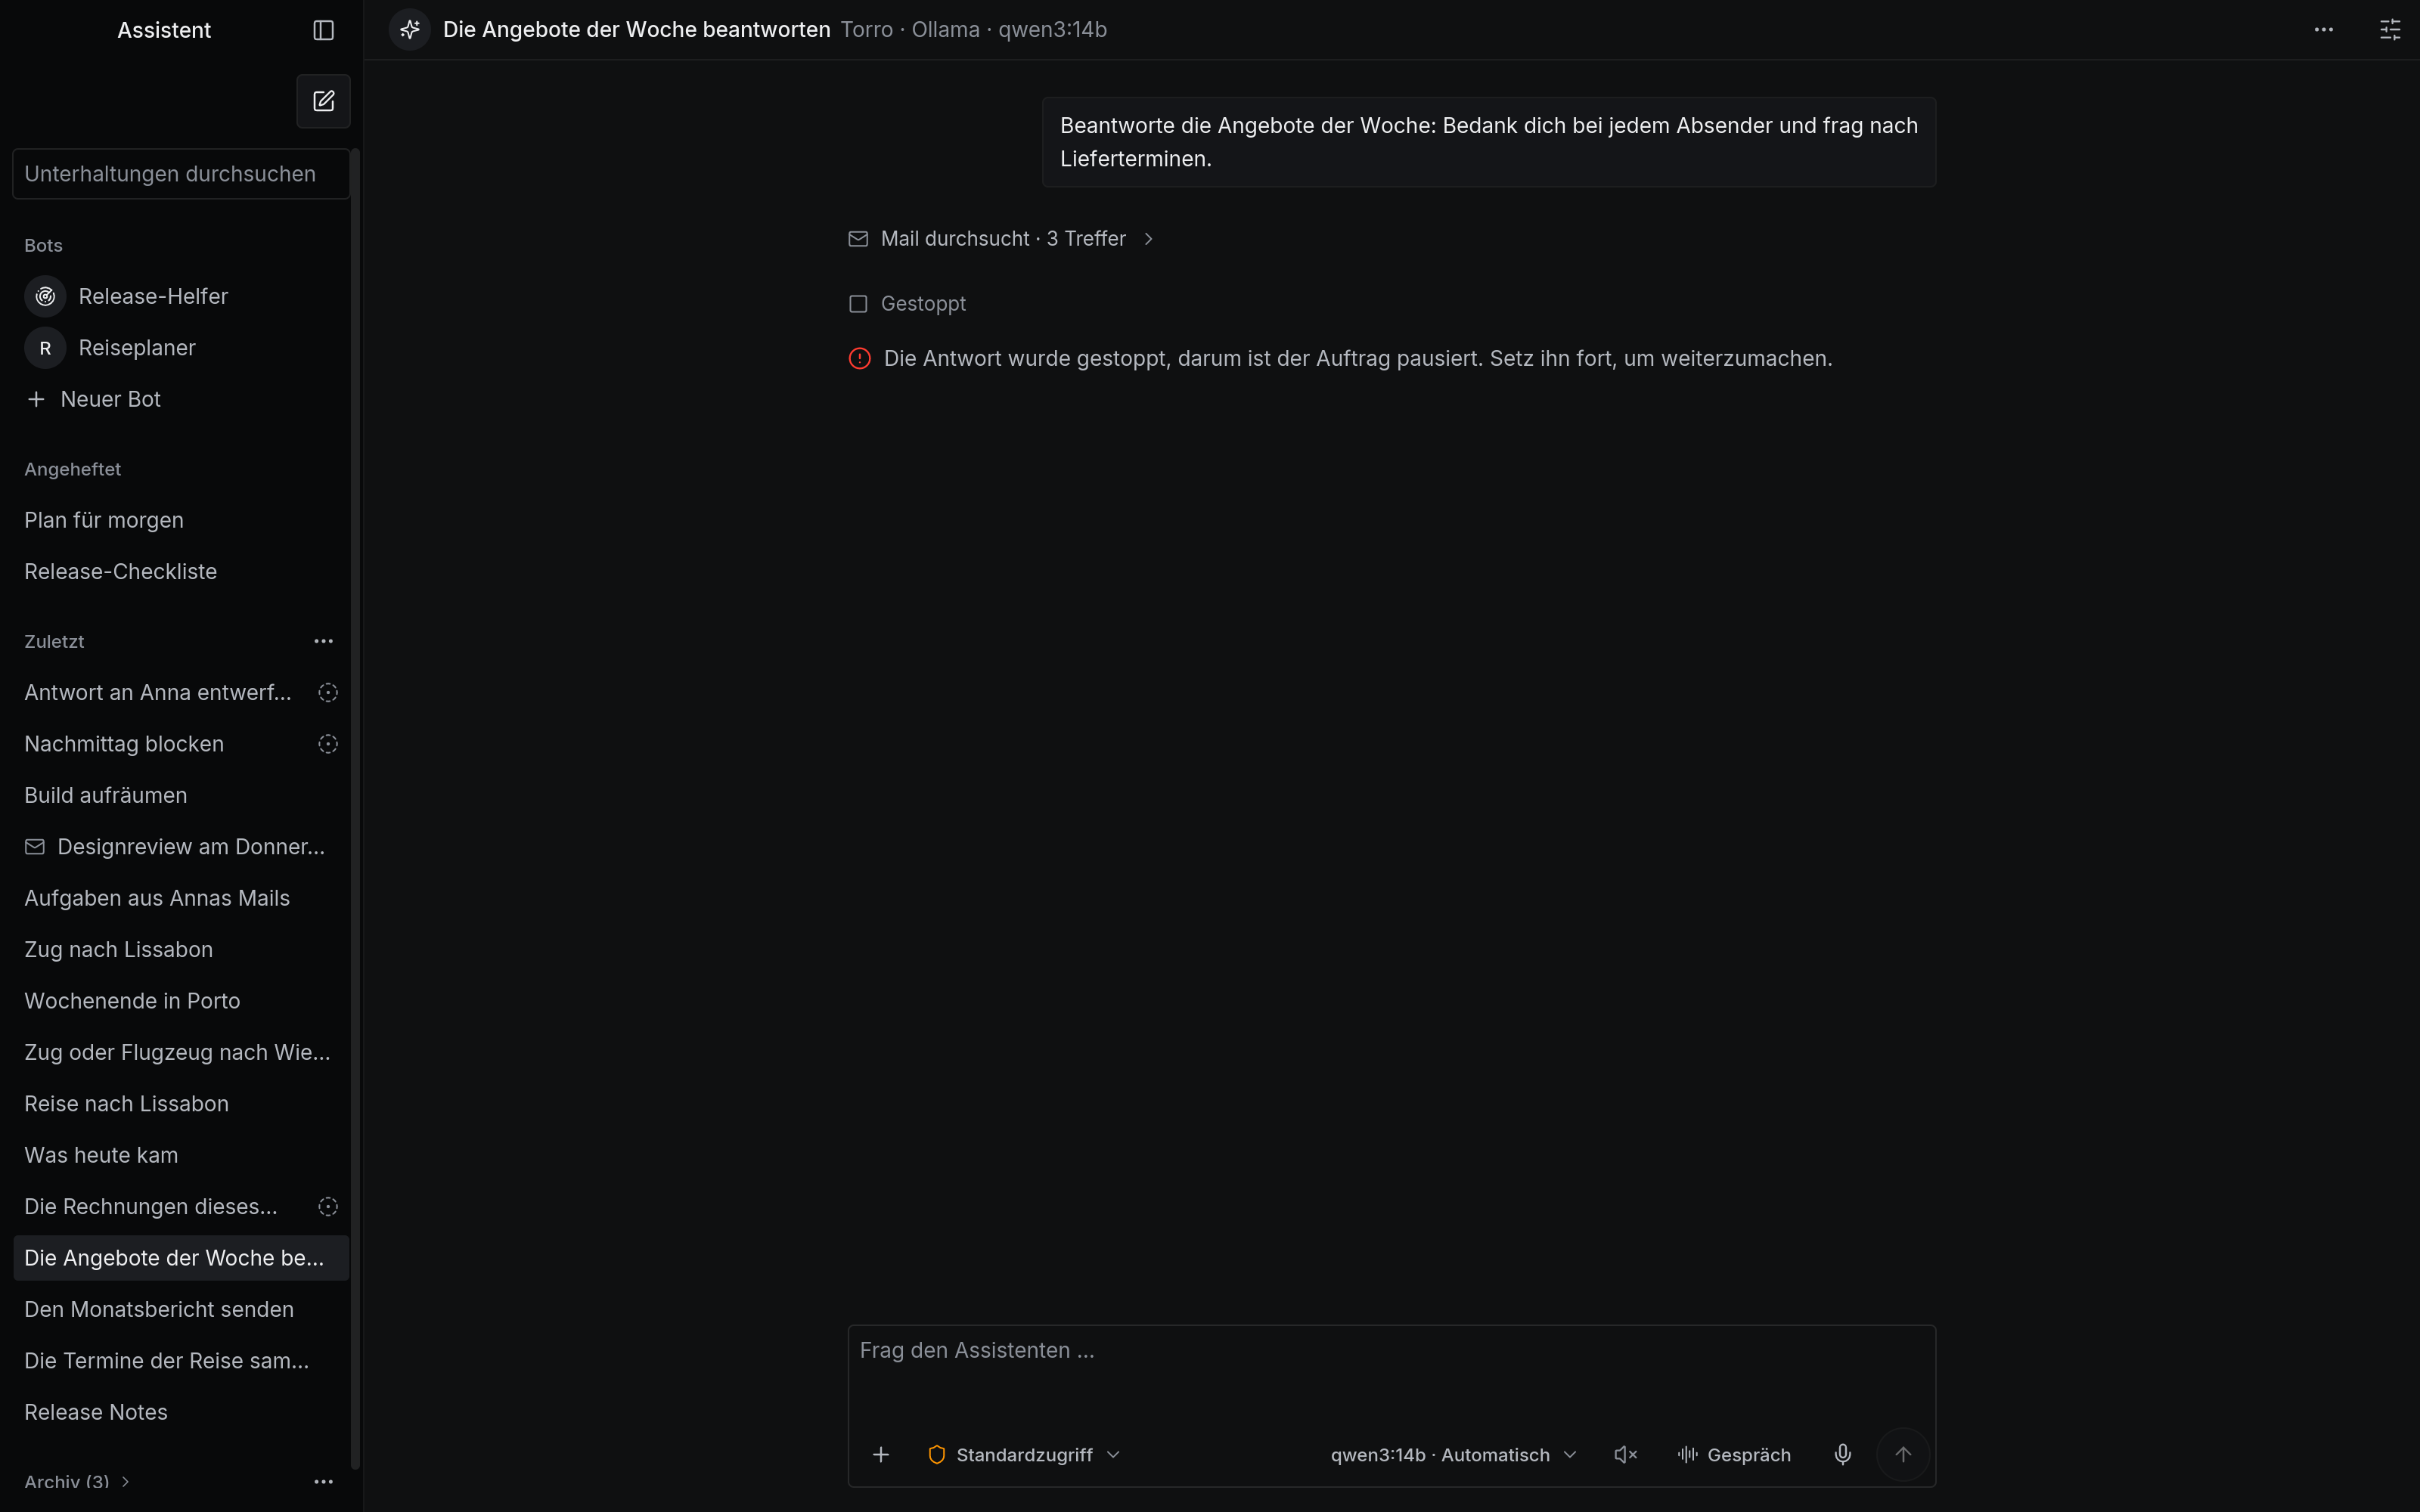 Assistent
Unterhaltungen durchsuchen
Bots
Release-Helfer
R
Reiseplaner
Neuer Bot
Angeheftet
Plan für morgen
Release-Checkliste
Zuletzt
Antwort an Anna entwerf...
Nachmittag blocken
Build aufräumen
Designreview am Donner...
Aufgaben aus Annas Mails
Zug nach Lissabon
Wochenende in Porto
Zug oder Flugzeug nach Wie...
Reise nach Lissabon
Was heute kam
Die Rechnungen dieses...
Die Angebote der Woche be...
Den Monatsbericht senden
Die Termine der Reise sam...
Release Notes
Archiv (3)
Die Angebote der Woche beantworten Torro · Ollama · qwen3:14b
Beantworte die Angebote der Woche: Bedank dich bei jedem Absender und frag nach
Lieferterminen.
Mail durchsucht · 3 Treffer
Gestoppt
Die Antwort wurde gestoppt, darum ist der Auftrag pausiert. Setz ihn fort, um weiterzumachen.
Frag den Assistenten ...
Standardzugriff
qwen3:14b · Automatisch
Gespräch